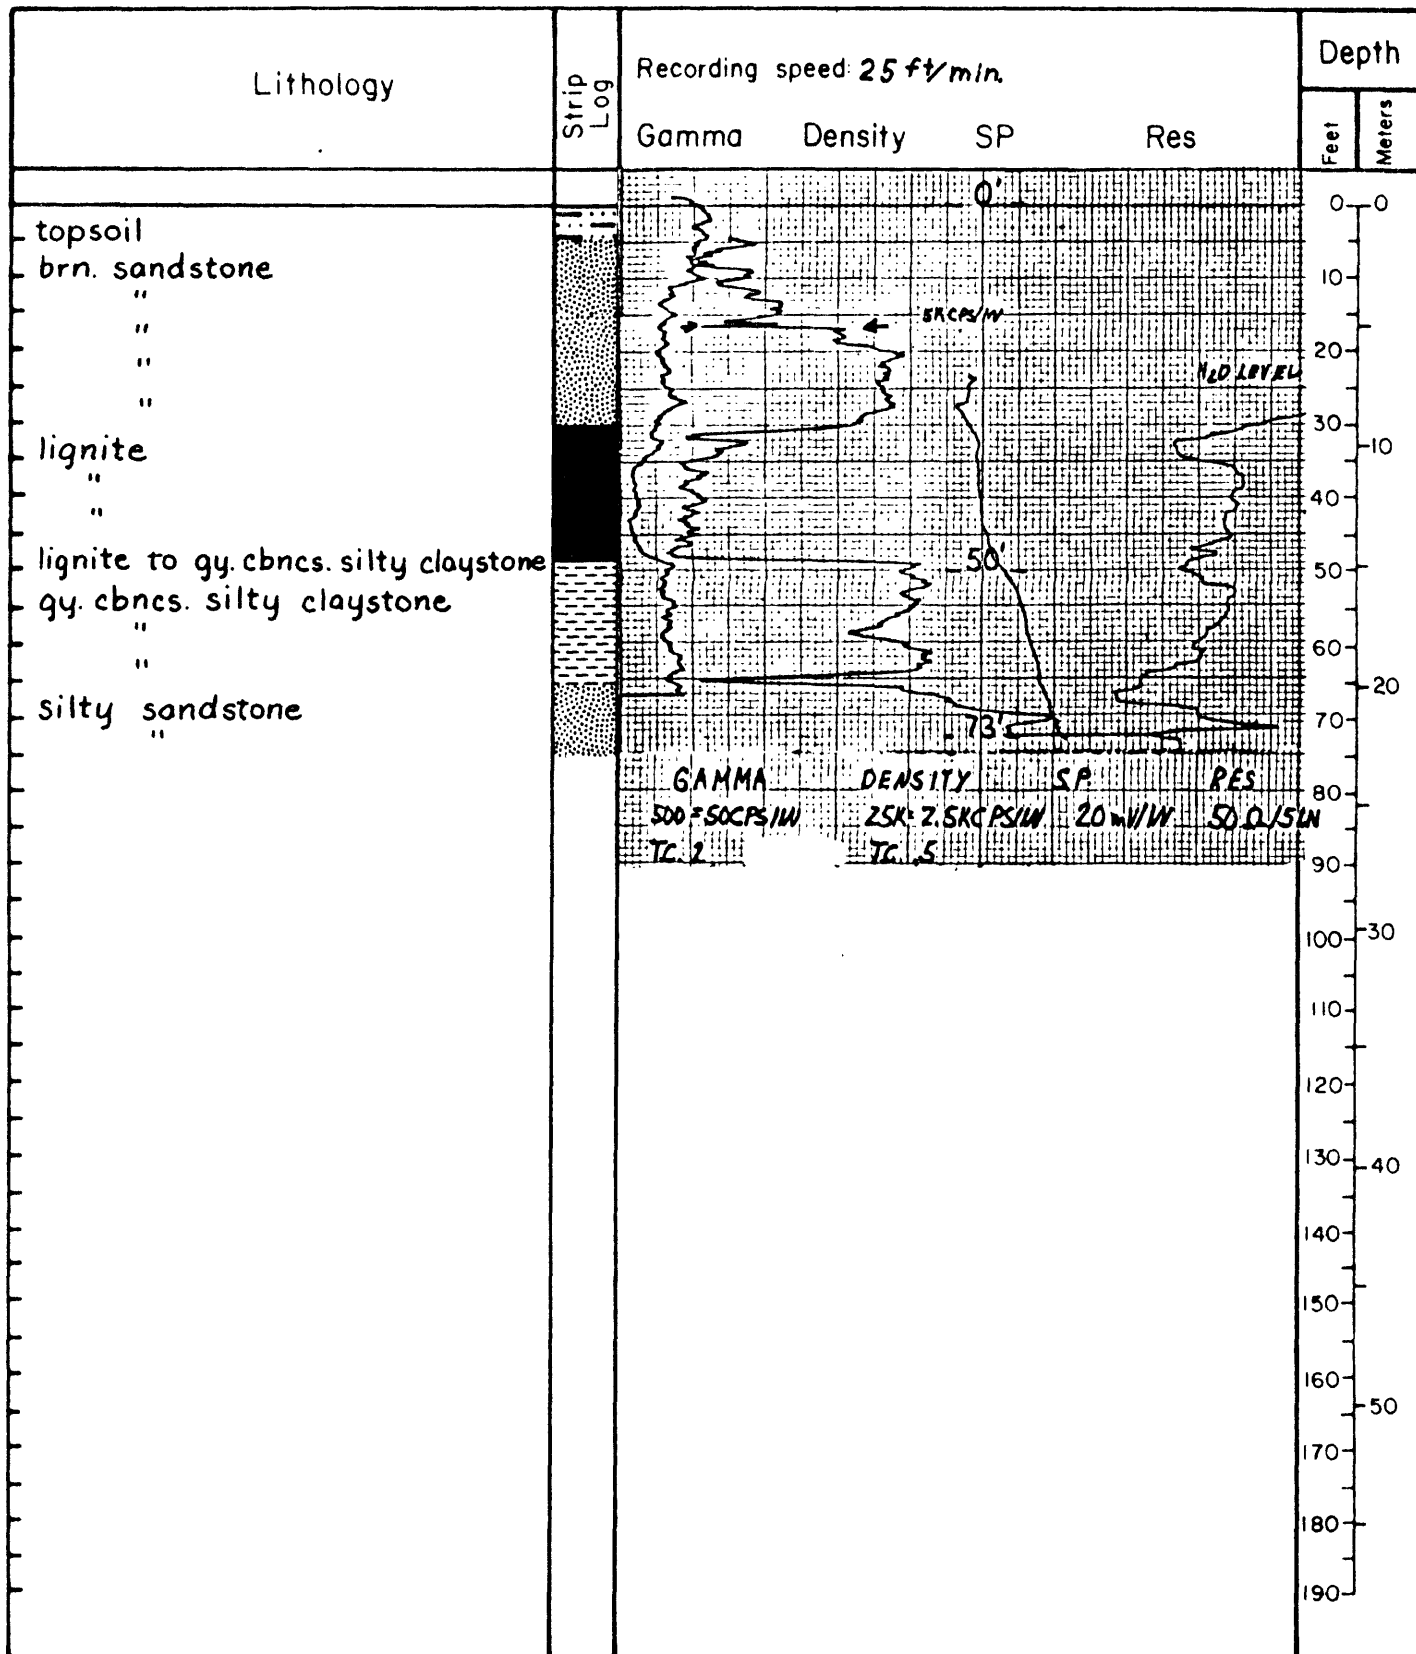 Lithology
Strip Log
Recording speed: 25 ft/min.
Gamma Density SP Res
Depth
Feet
Meters
0'
0 0
topsoil
brn. sandstone
"
10
"
5KCPS/IN
"
20
H2O LEVEL
"
30
lignite
10
"
40
"
lignite to gy. cbncs. silty claystone
50'
50
gy. cbncs. silty claystone
"
60
"
20
silty sandstone
70
"
73'
GAMMA DENSITY SP RES
80
500=50CPS/IN 25K=2.5KCPS/IN 20mV/IN 50Ω/5IN
TC. 2 TC .5
90
30
100
110
120
130
40
140
150
160
50
170
180
190